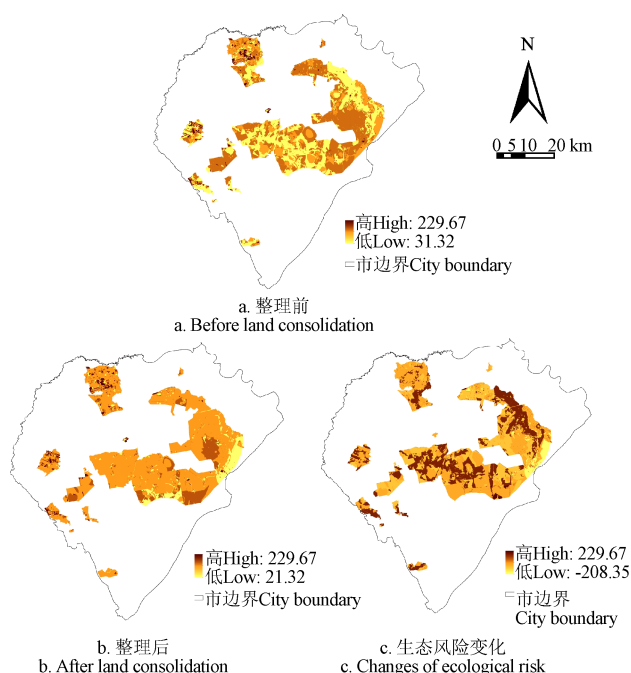 N
0 5 10 20 km
高High: 229.67
低Low: 31.32
市边界City boundary
a. 整理前
a. Before land consolidation
高High: 229.67
低Low: 21.32
市边界City boundary
b. 整理后
b. After land consolidation
高High: 229.67
低Low: -208.35
市边界
City boundary
c. 生态风险变化
c. Changes of ecological risk